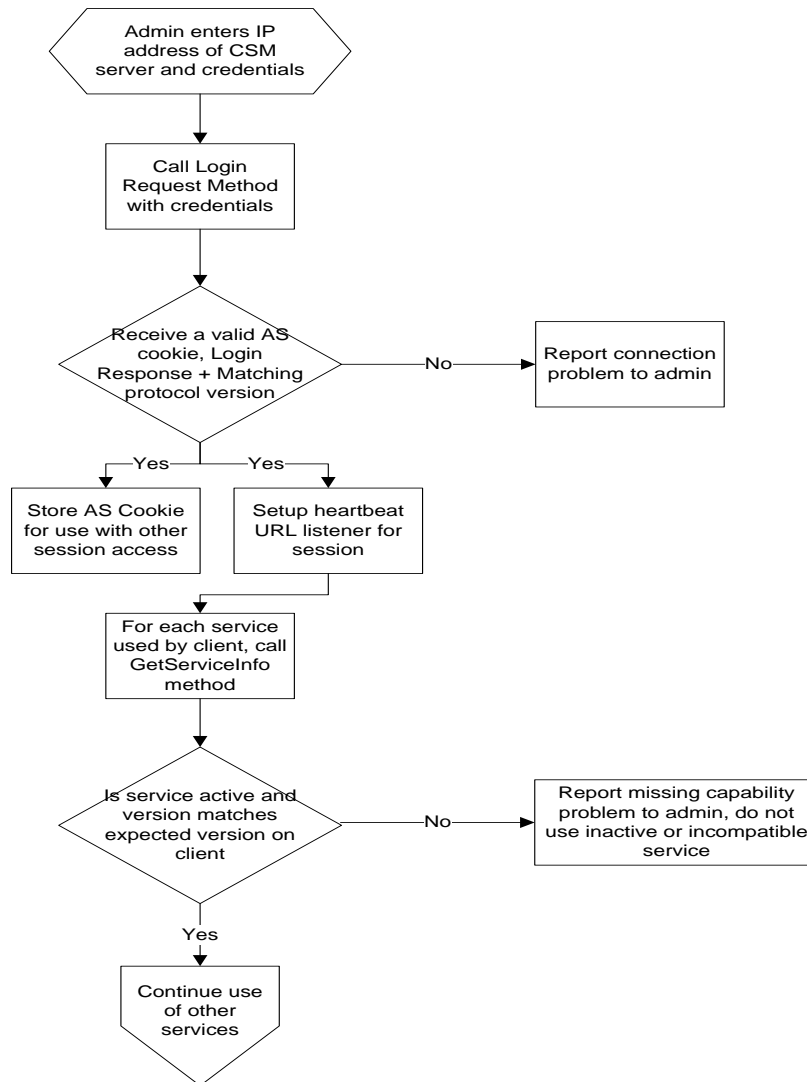 Admin enters IP
address of CSM
server and credentials
Call Login
Request Method
with credentials
Receive a valid AS
cookie, Login
Response + Matching
protocol version
No
Report connection
problem to admin
Yes
Yes
Store AS Cookie
for use with other
session access
Setup heartbeat
URL listener for
session
For each service
used by client, call
GetServiceInfo
method
Is service active and
version matches
expected version on
client
No
Report missing capability
problem to admin, do not
use inactive or incompatible
service
Yes
Continue use
of other
services